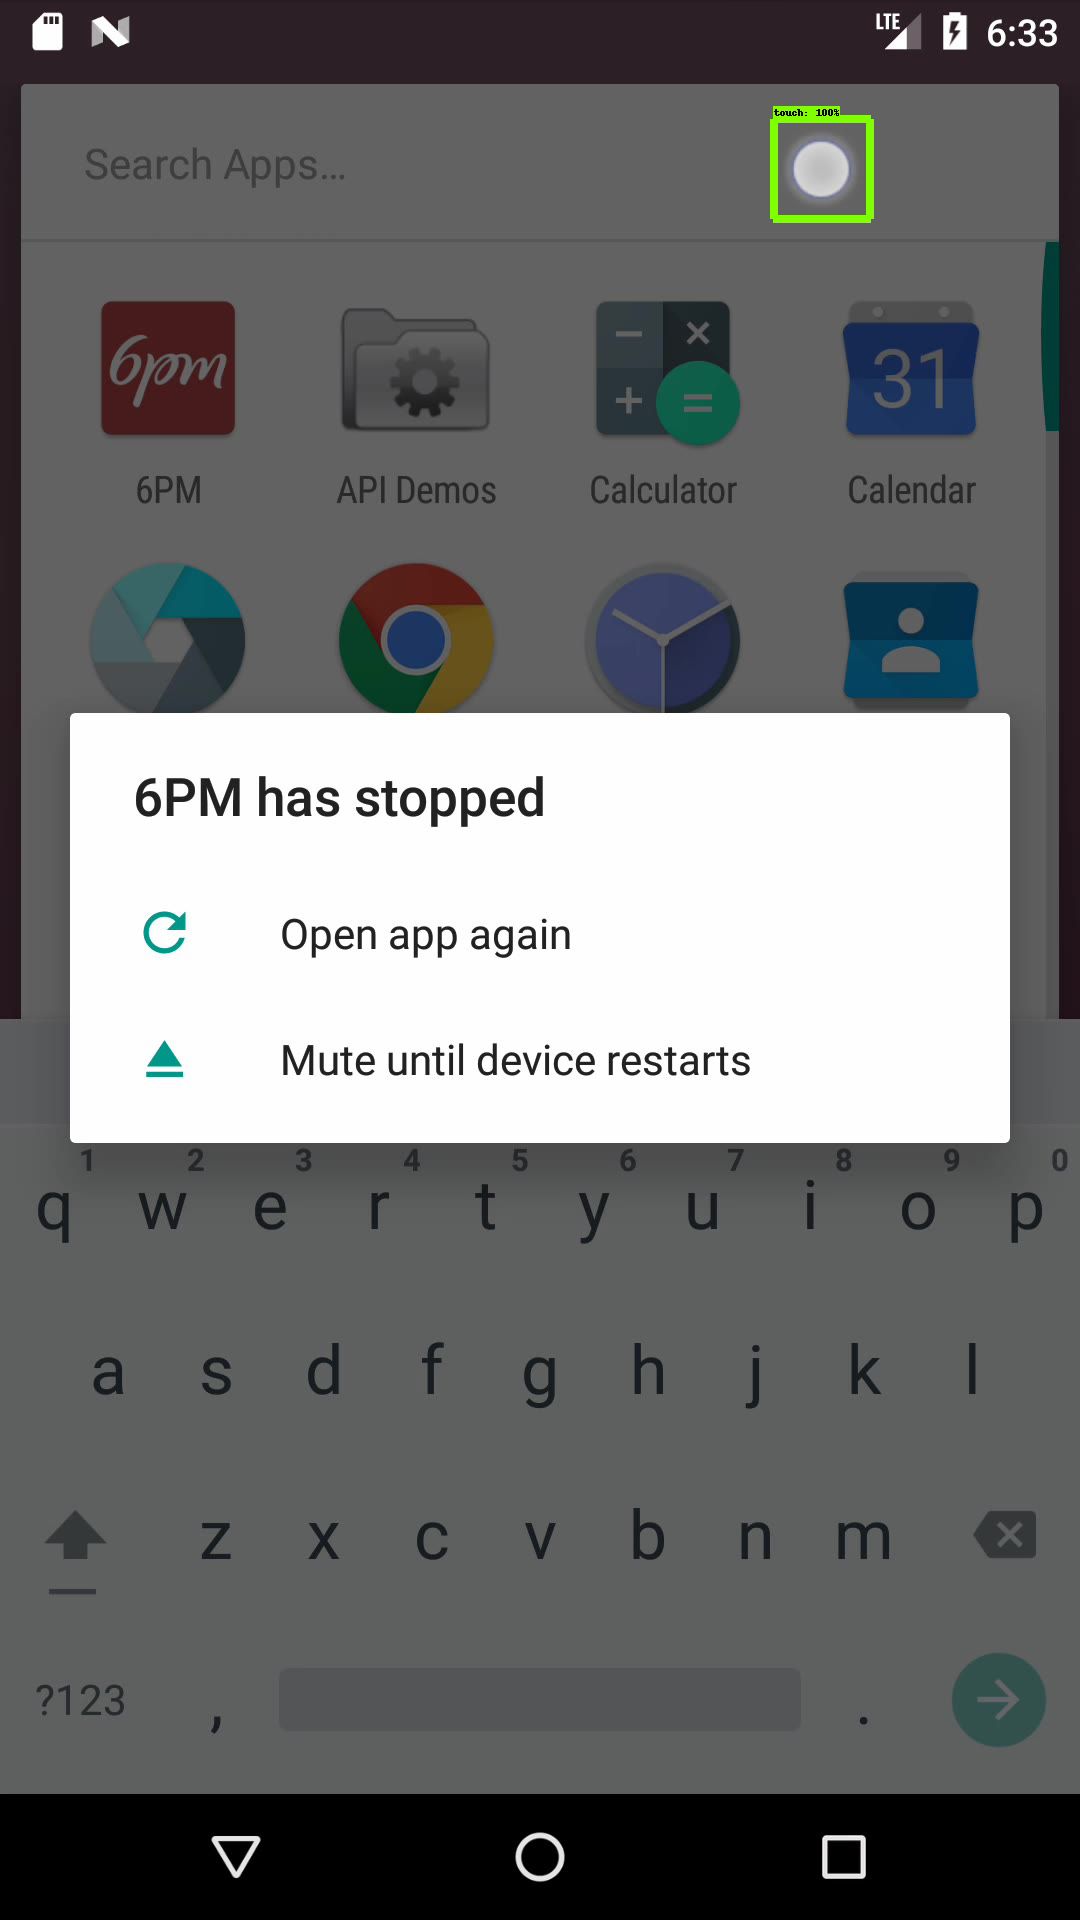 LTE 6:33
touch: 100%
Search Apps…
6pm
− × + =
31
6PM API Demos Calculator Calendar
6PM has stopped
Open app again
Mute until device restarts
1 2 3 4 5 6 7 8 9 0
q w e r t y u i o p
a s d f g h j k l
z x c v b n m
?123 , .